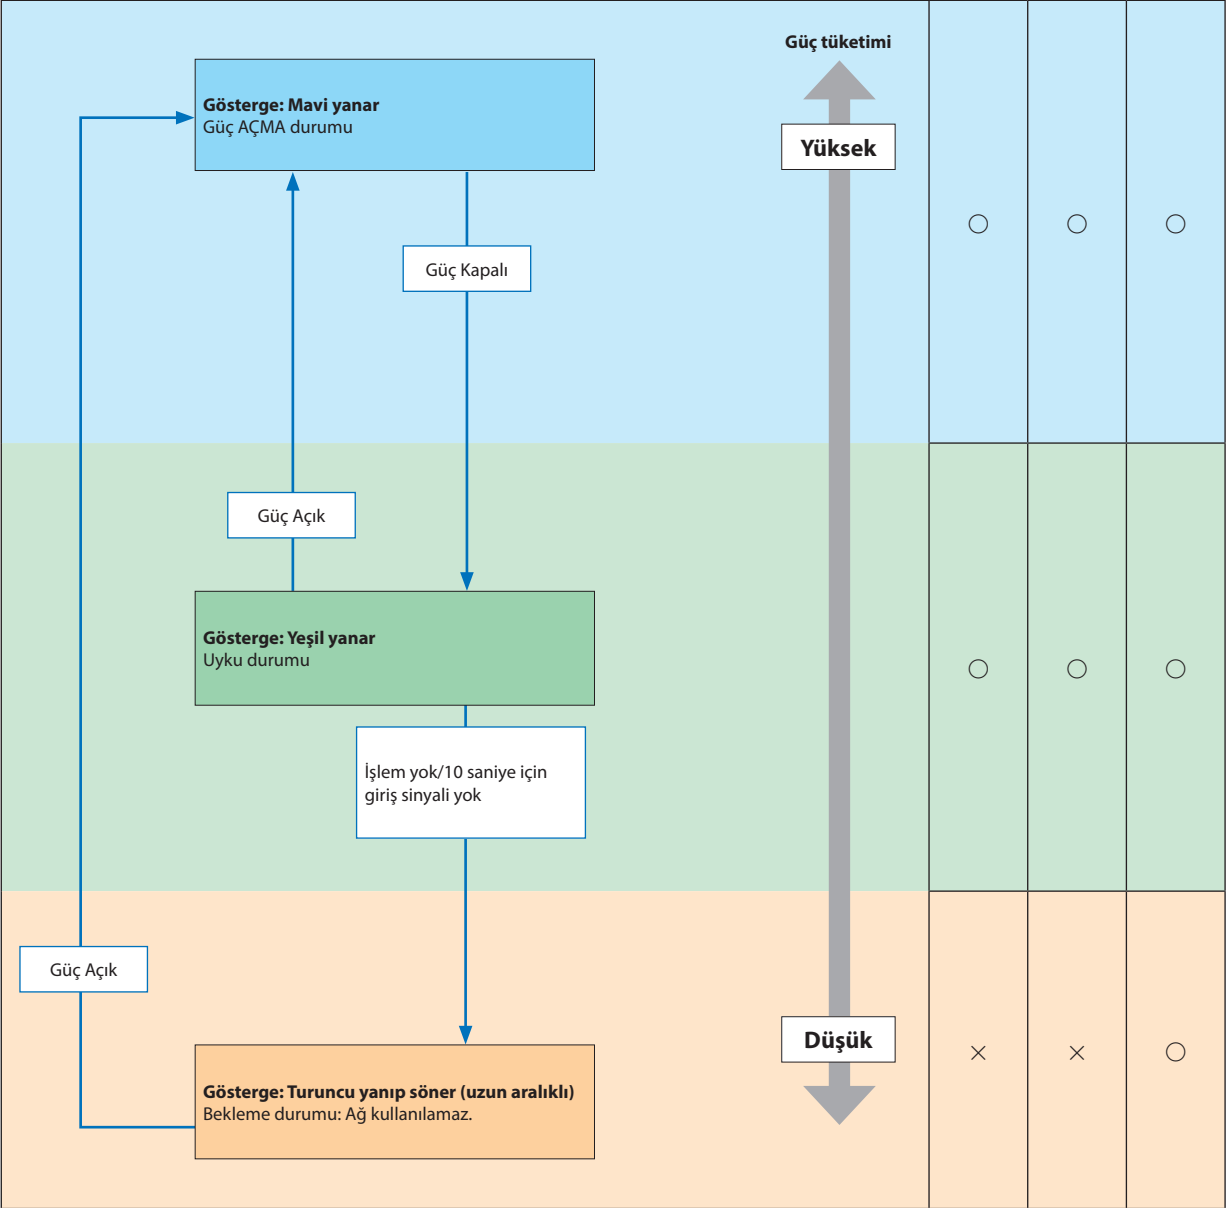 Güç tüketimi
Gösterge: Mavi yanar
Güç AÇMA durumu
Yüksek
○ ○ ○
Güç Kapalı
Güç Açık
Gösterge: Yeşil yanar
Uyku durumu
○ ○ ○
İşlem yok/10 saniye için
giriş sinyali yok
Güç Açık
Düşük
× × ○
Gösterge: Turuncu yanıp söner (uzun aralıklı)
Bekleme durumu: Ağ kullanılamaz.